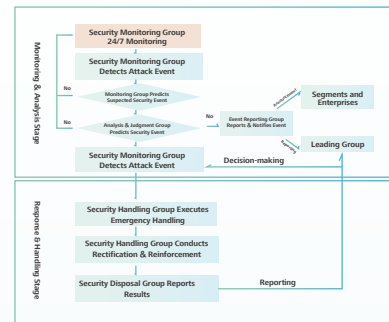 Monitoring & Analysis Stage
Security Monitoring Group
24/7 Monitoring
Security Monitoring Group
Detects Attack Event
No
Monitoring Group Predicts
Suspected Security Event
No
Analysis & Judgment Group
Predicts Security Event
No
Event Reporting Group
Reports & Notifies Event
Announcement
Segments and
Enterprises
Reporting
Leading Group
Security Monitoring Group
Detects Attack Event
Decision-making
Response & Handling Stage
Security Handling Group Executes
Emergency Handling
Security Handling Group Conducts
Rectification & Reinforcement
Security Disposal Group Reports
Results
Reporting